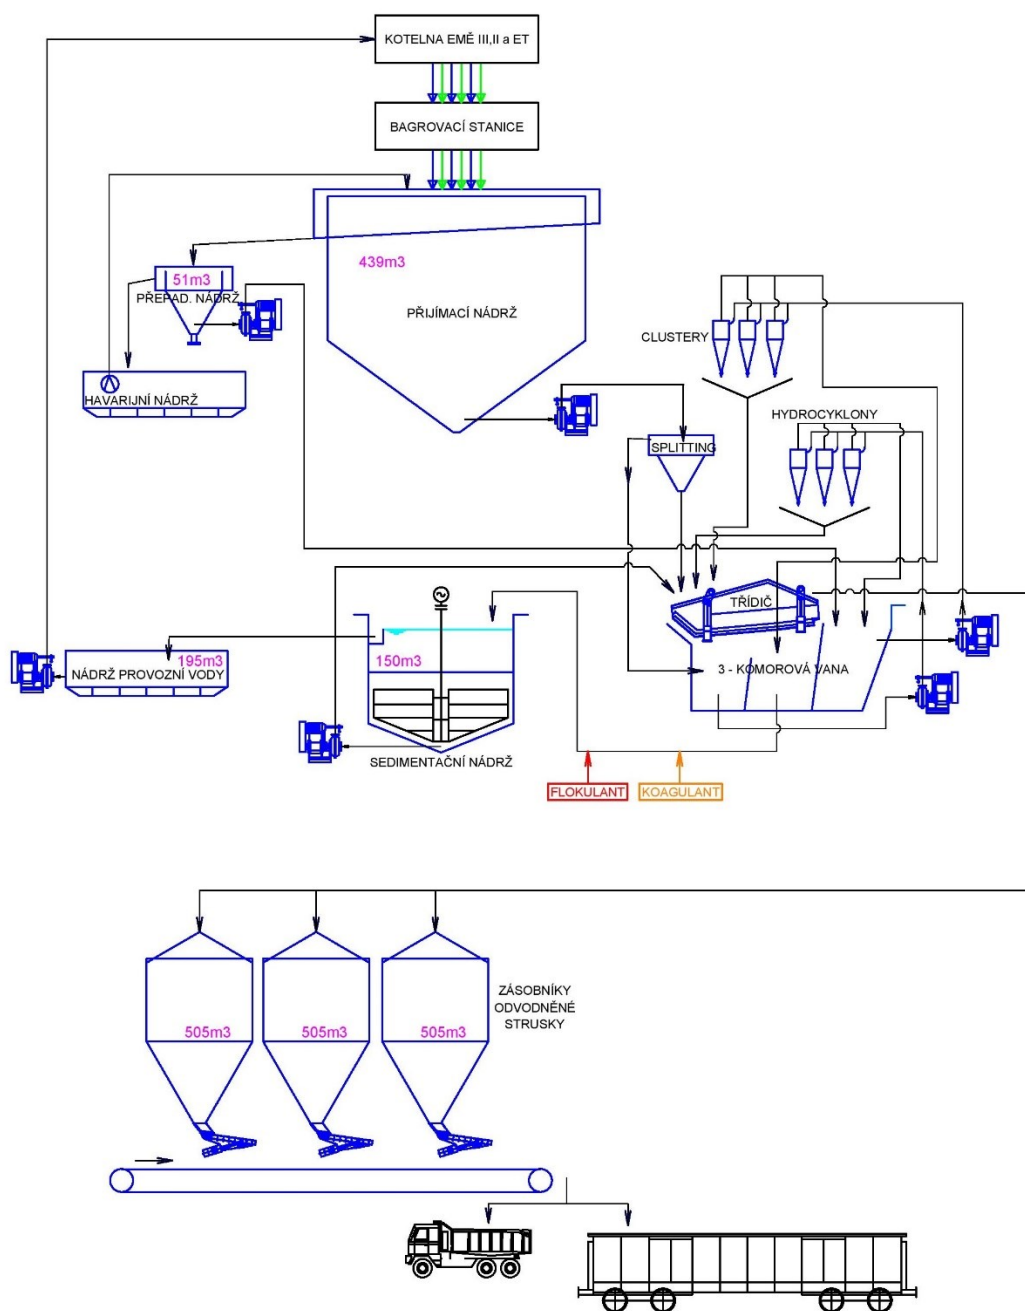 KOTELNA EMĚ III,II a ET
BAGROVACÍ STANICE
439m3
PŘIJÍMACÍ NÁDRŽ
51m3
PŘEPAD. NÁDRŽ
HAVARIJNÍ NÁDRŽ
CLUSTERY
HYDROCYKLONY
SPLITTING
TŘÍDIČ
3 - KOMOROVÁ VANA
195m3
NÁDRŽ PROVOZNÍ VODY
150m3
SEDIMENTAČNÍ NÁDRŽ
FLOKULANT
KOAGULANT
ZÁSOBNÍKY
ODVODNĚNÉ
STRUSKY
505m3
505m3
505m3